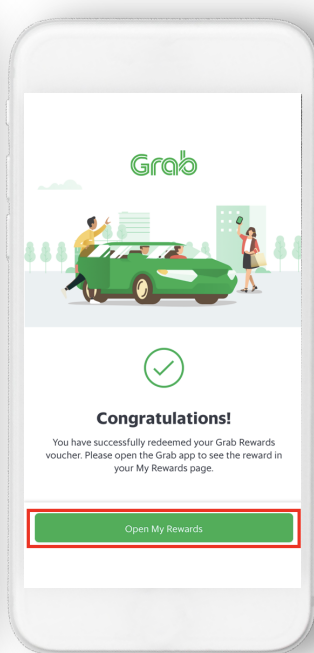 Grab
Congratulations!
You have successfully redeemed your Grab Rewards
voucher. Please open the Grab app to see the reward in
your My Rewards page.
Open My Rewards